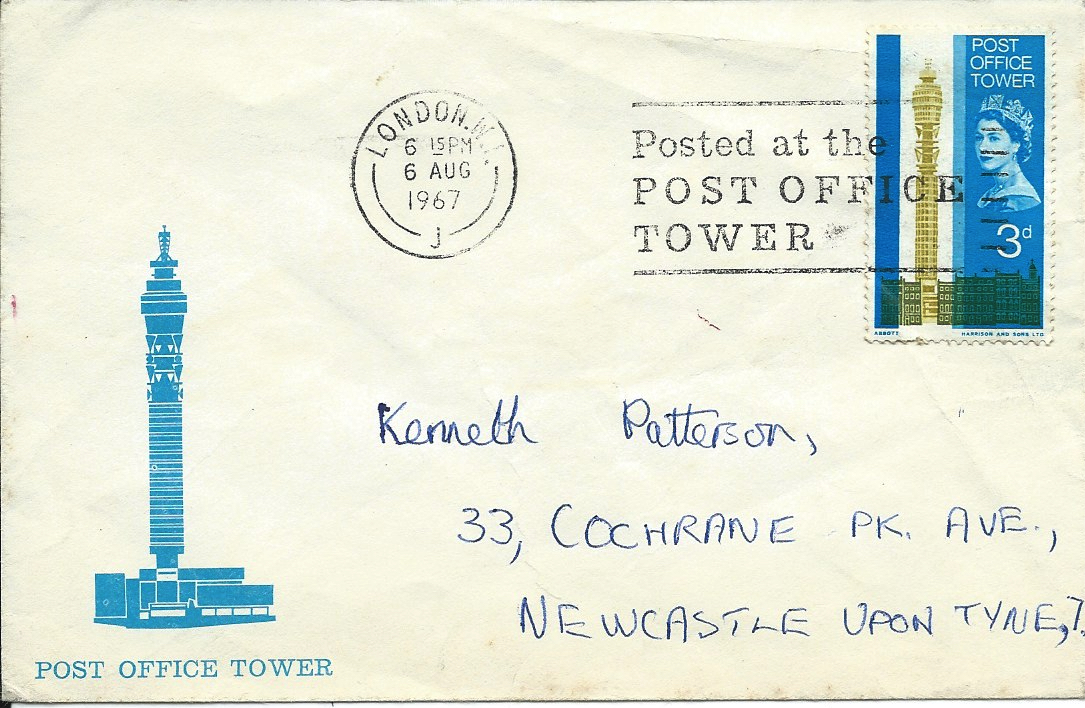 LONDON.W.1.
6 15PM
6 AUG
1967
J
Posted at the
POST OFFICE
TOWER
POST
OFFICE
TOWER
3d
ABBOTT
HARRISON AND SONS LTD
Kenneth Patterson,
33, COCHRANE PK. AVE.,
NEWCASTLE UPON TYNE, 7.
POST OFFICE TOWER